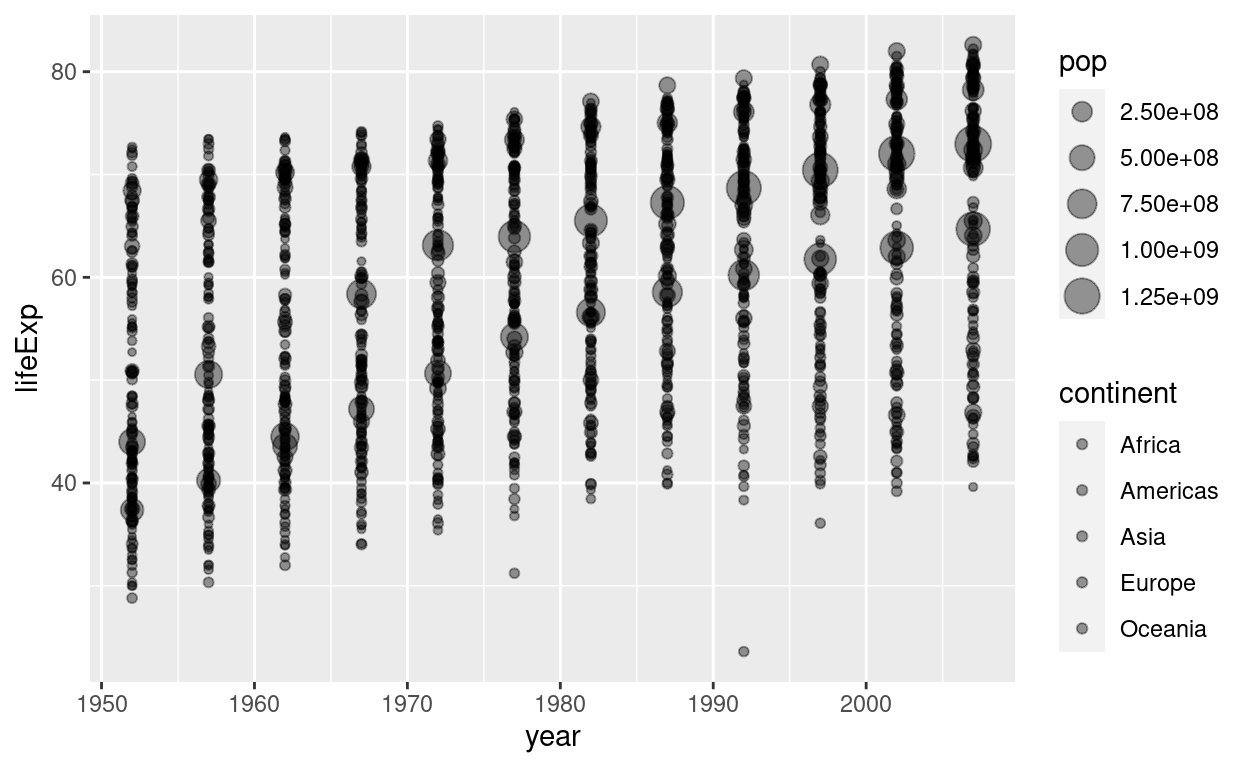 80
60
40
lifeExp
1950 1960 1970 1980 1990 2000
year
pop
2.50e+08
5.00e+08
7.50e+08
1.00e+09
1.25e+09
continent
Africa
Americas
Asia
Europe
Oceania